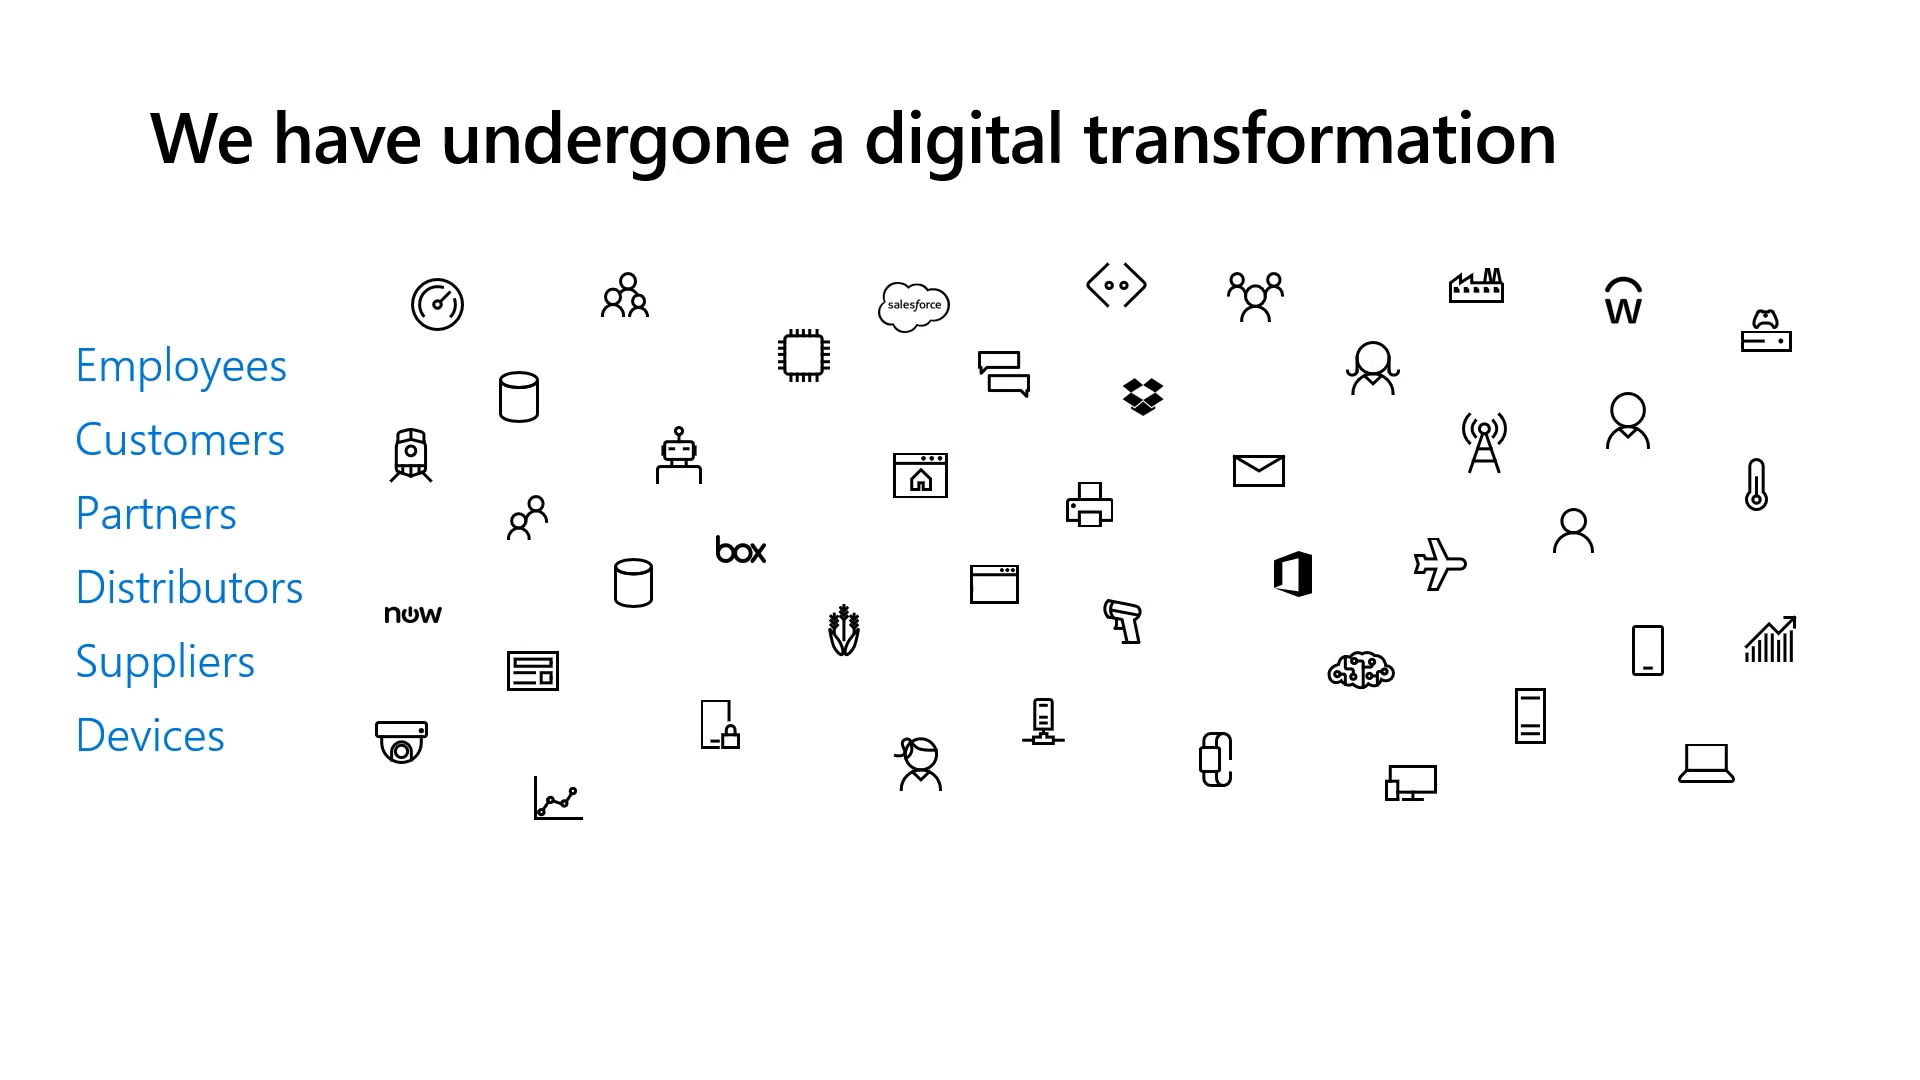 We have undergone a digital transformation
Employees
Customers
Partners
Distributors
Suppliers
Devices
salesforce
W
box
now